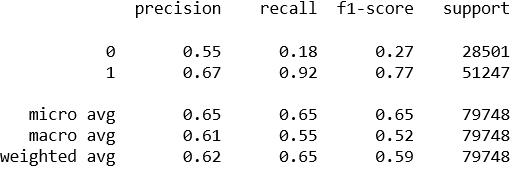 precision recall f1-score support
0 0.55 0.18 0.27 28501
1 0.67 0.92 0.77 51247
micro avg 0.65 0.65 0.65 79748
macro avg 0.61 0.55 0.52 79748
weighted avg 0.62 0.65 0.59 79748